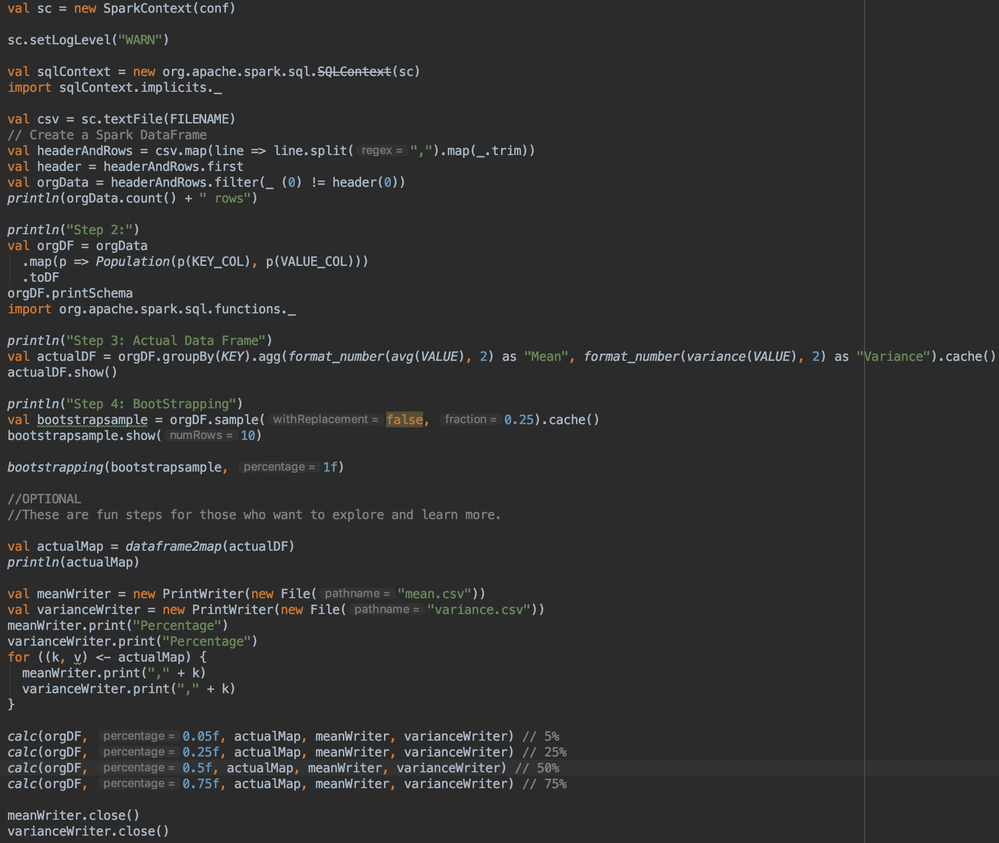 val sc = new SparkContext(conf)
sc.setLogLevel("WARN")
val sqlContext = new org.apache.spark.sql.SQLContext(sc)
import sqlContext.implicits._
val csv = sc.textFile(FILENAME)
// Create a Spark DataFrame
val headerAndRows = csv.map(line => line.split( regex = ",").map(_.trim))
val header = headerAndRows.first
val orgData = headerAndRows.filter(_ (0) != header(0))
println(orgData.count() + " rows")
println("Step 2:")
val orgDF = orgData
  .map(p => Population(p(KEY_COL), p(VALUE_COL)))
  .toDF
orgDF.printSchema
import org.apache.spark.sql.functions._
println("Step 3: Actual Data Frame")
val actualDF = orgDF.groupBy(KEY).agg(format_number(avg(VALUE), 2) as "Mean", format_number(variance(VALUE), 2) as "Variance").cache()
actualDF.show()
println("Step 4: BootStrapping")
val bootstrapsample = orgDF.sample( withReplacement = false, fraction = 0.25).cache()
bootstrapsample.show( numRows = 10)
bootstrapping(bootstrapsample, percentage = 1f)
//OPTIONAL
//These are fun steps for those who want to explore and learn more.
val actualMap = dataframe2map(actualDF)
println(actualMap)
val meanWriter = new PrintWriter(new File( pathname = "mean.csv"))
val varianceWriter = new PrintWriter(new File( pathname = "variance.csv"))
meanWriter.print("Percentage")
varianceWriter.print("Percentage")
for ((k, v) <- actualMap) {
  meanWriter.print("," + k)
  varianceWriter.print("," + k)
}
calc(orgDF, percentage = 0.05f, actualMap, meanWriter, varianceWriter) // 5%
calc(orgDF, percentage = 0.25f, actualMap, meanWriter, varianceWriter) // 25%
calc(orgDF, percentage = 0.5f, actualMap, meanWriter, varianceWriter) // 50%
calc(orgDF, percentage = 0.75f, actualMap, meanWriter, varianceWriter) // 75%
meanWriter.close()
varianceWriter.close()